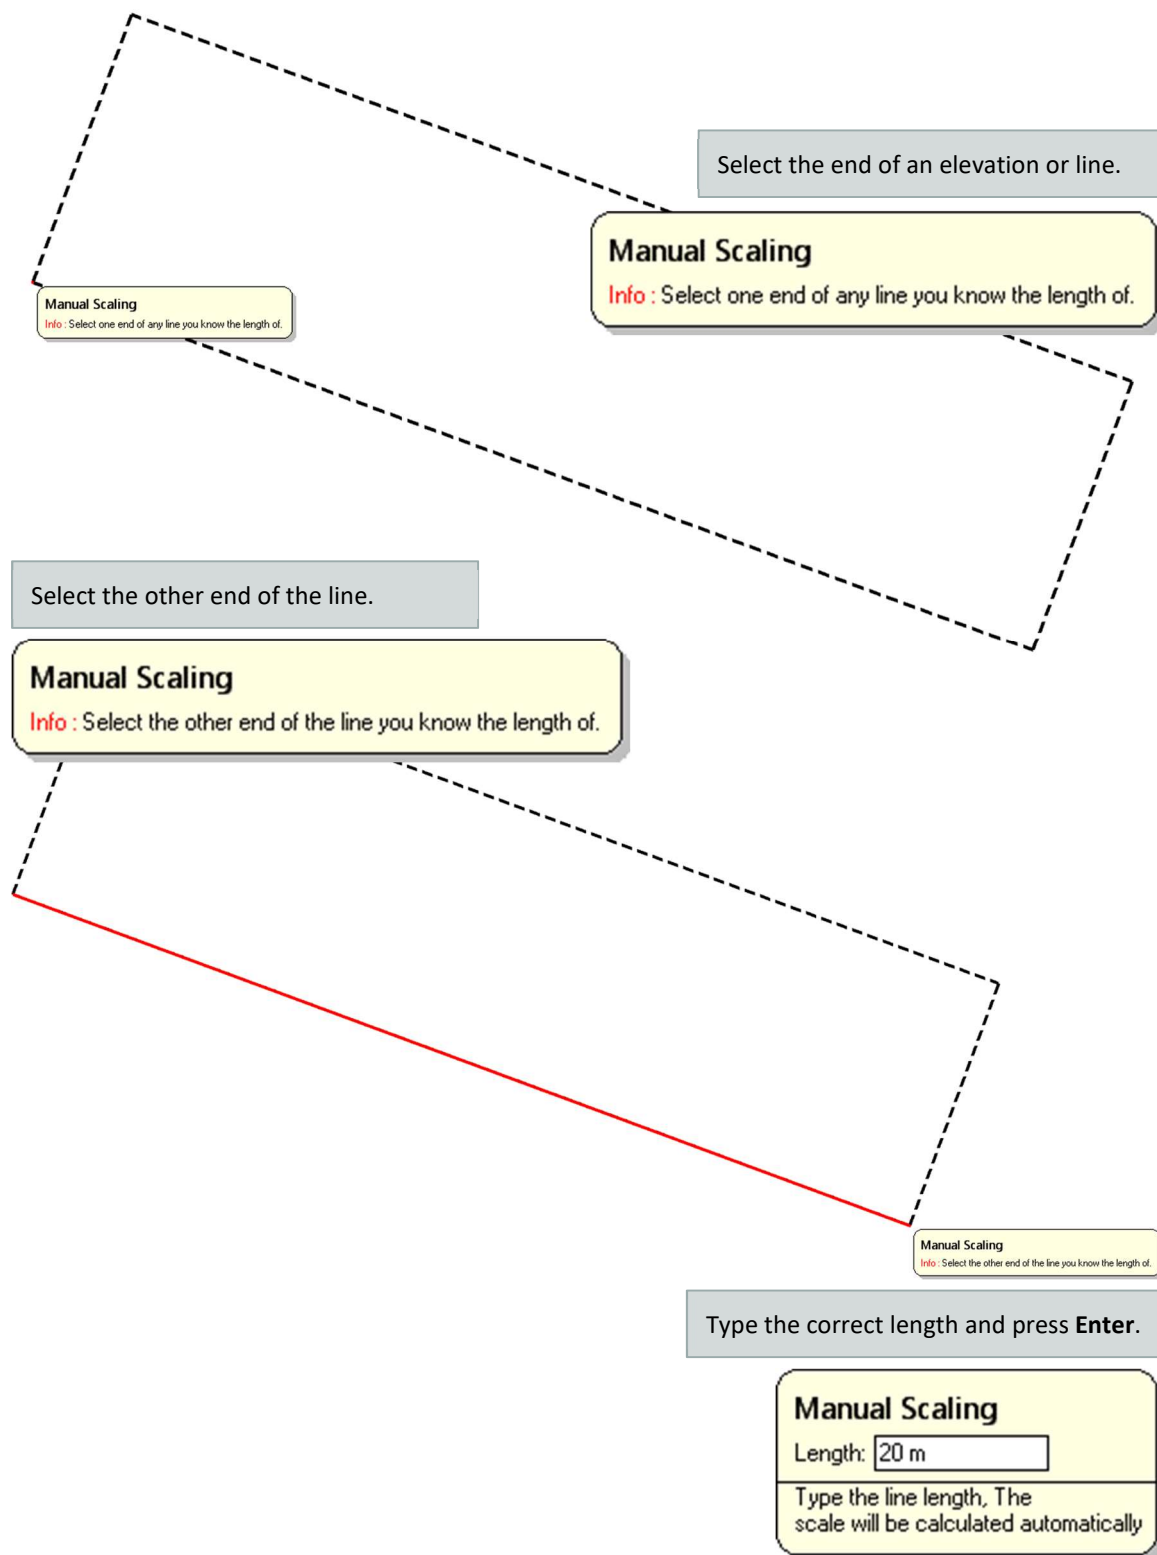 Select the end of an elevation or line.
Manual Scaling
Info : Select one end of any line you know the length of.
Manual Scaling
Info : Select one end of any line you know the length of.
Select the other end of the line.
Manual Scaling
Info : Select the other end of the line you know the length of.
Manual Scaling
Info : Select the other end of the line you know the length of.
Type the correct length and press Enter.
Manual Scaling
Length: 20 m
Type the line length, The
scale will be calculated automatically